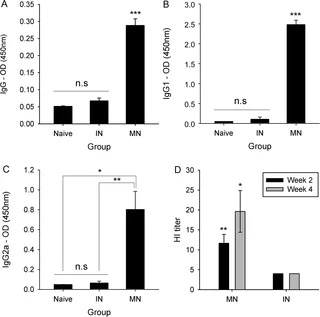 A
IgG - OD (450nm)
0.35
0.30
0.25
0.20
0.15
0.10
0.05
0.00
n.s
***
Naive IN MN
Group
B
IgG1 - OD (450nm)
3.0
2.5
2.0
1.5
1.0
0.5
0.0
n.s
***
Naive IN MN
Group
C
IgG2a - OD (450nm)
1.2
1.0
0.8
0.6
0.4
0.2
0.0
*
**
n.s
Naive IN MN
Group
D
HI titer
30
25
20
15
10
5
0
Week 2
Week 4
**
*
MN IN